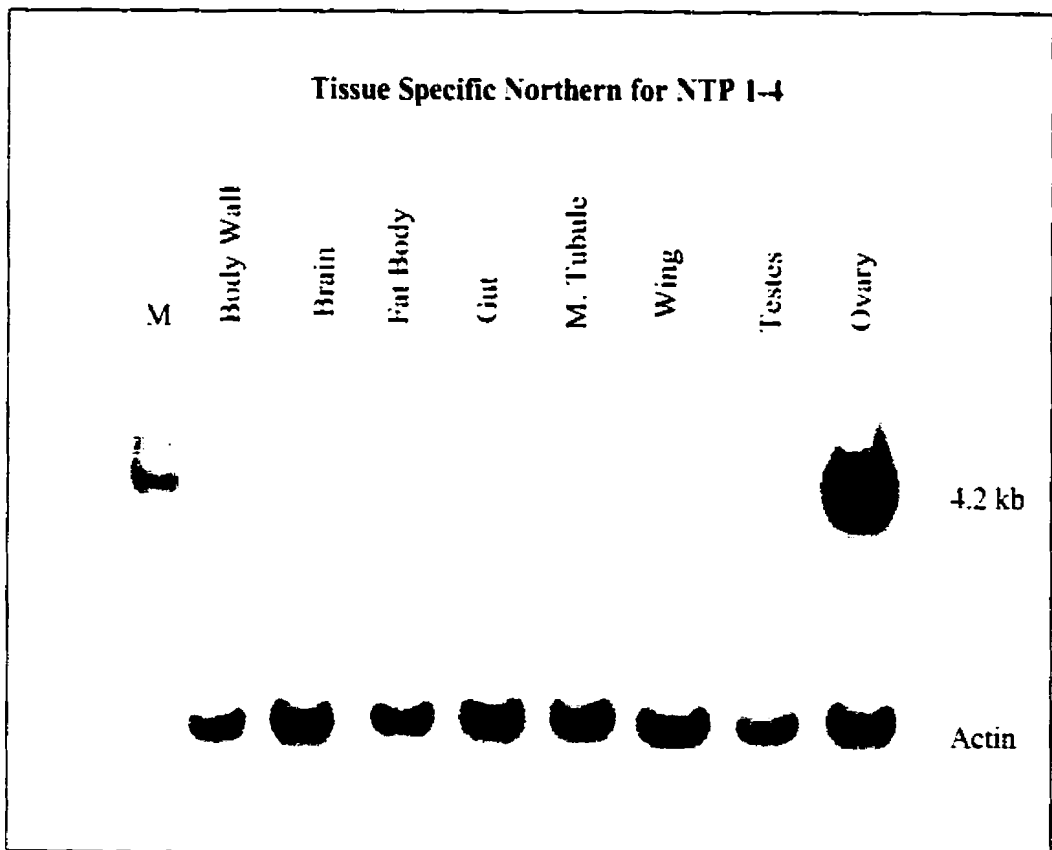 Tissue Specific Northern for NTP 1-4
M
Body Wall
Brain
Fat Body
Gut
M. Tubule
Wing
Testes
Ovary
4.2 kb
Actin